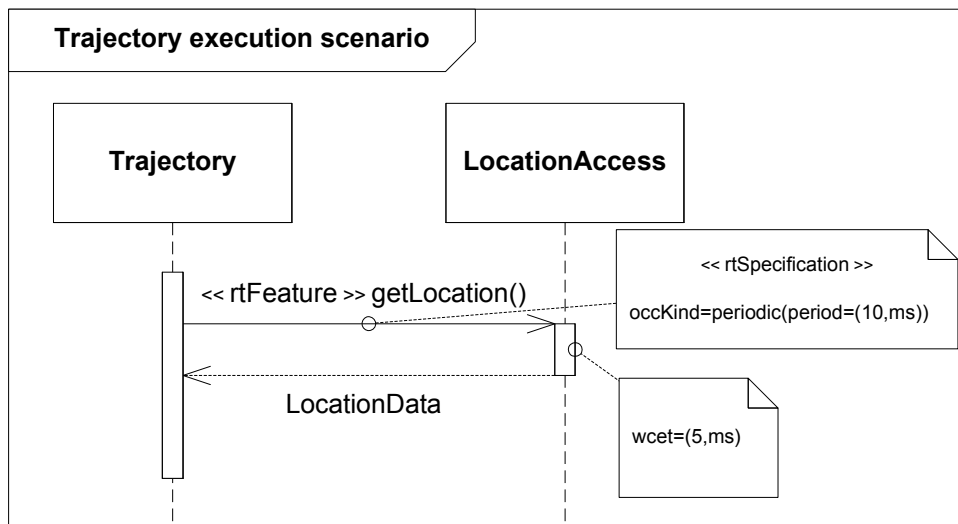 Trajectory execution scenario
Trajectory
LocationAccess
<< rtSpecification >>
occKind=periodic(period=(10,ms))
<< rtFeature >> getLocation()
LocationData
wcet=(5,ms)